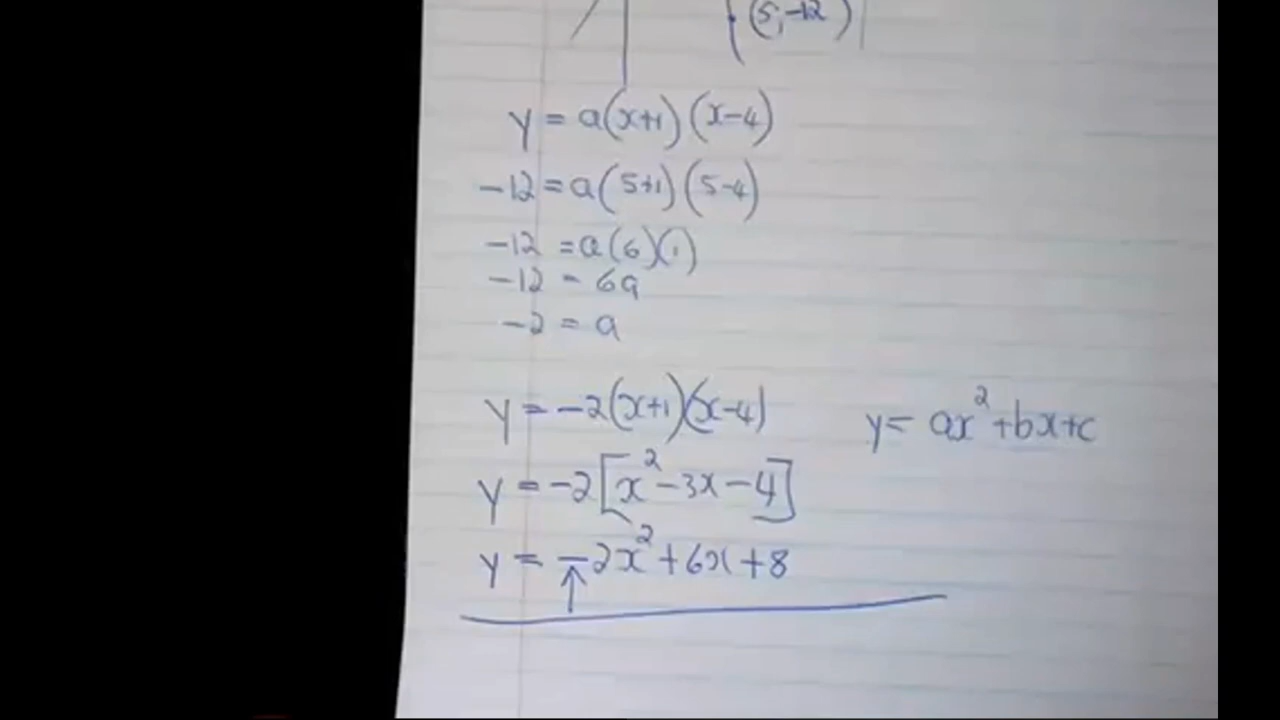 (5;-12)
y = a(x+1)(x-4)
-12 = a(5+1)(5-4)
-12 = a(6)(1)
-12 = 6a
-2 = a
y = -2(x+1)(x-4)
y = ax²+bx+c
y = -2[x²-3x-4]
y = -2x²+6x+8